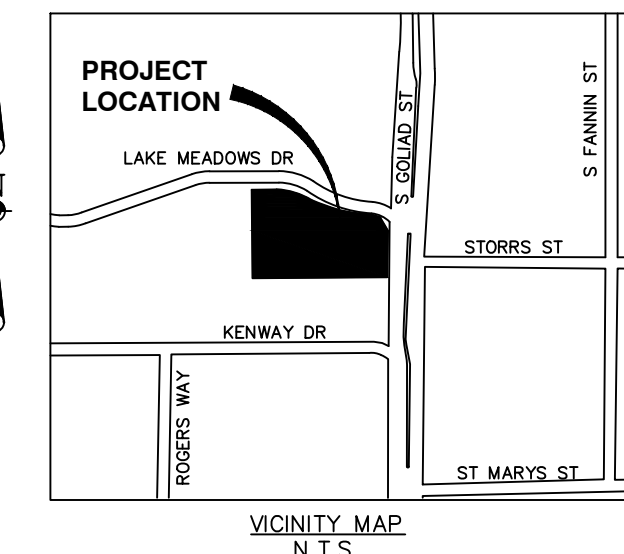 PROJECT
LOCATION
LAKE MEADOWS DR
S GOLIAD ST
S FANNIN ST
STORRS ST
KENWAY DR
ROGERS WAY
ST MARYS ST
VICINITY MAP
N.T.S.